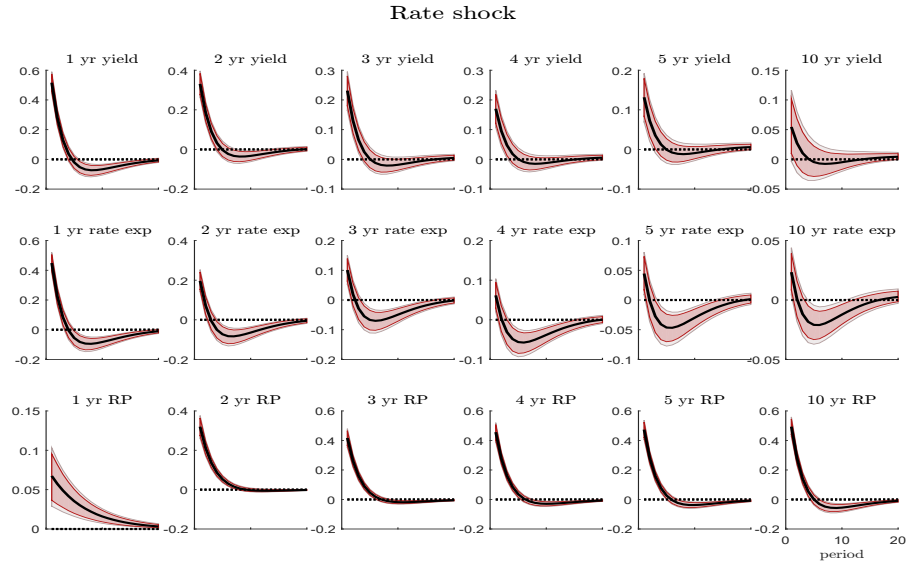 Rate shock
1 yr yield 2 yr yield 3 yr yield 4 yr yield 5 yr yield 10 yr yield
0.6 0.4 0.3 0.2 0.2 0.15
0.4 0.2 0.2 0.1 0.1 0.1
0.2 0 0.1 0 0 0.05
0 0 0
-0.2 -0.2 -0.1 -0.1 -0.1 -0.05
1 yr rate exp 2 yr rate exp 3 yr rate exp 4 yr rate exp 5 yr rate exp 10 yr rate exp
0.6 0.4 0.2 0.2 0.1 0.05
0.4 0.2 0.1 0.1 0.05
0.2 0 0 0 0 0
0 -0.1 -0.05
-0.2 -0.2 -0.2 -0.1 -0.1 -0.05
1 yr RP 2 yr RP 3 yr RP 4 yr RP 5 yr RP 10 yr RP
0.15 0.4 0.6 0.6 0.6 0.6
0.1 0.2 0.4 0.4 0.4 0.4
0.05 0 0.2 0.2 0.2 0.2
0 0 0 0
0 -0.2 -0.2 -0.2 -0.2 -0.2
0 10 20
period